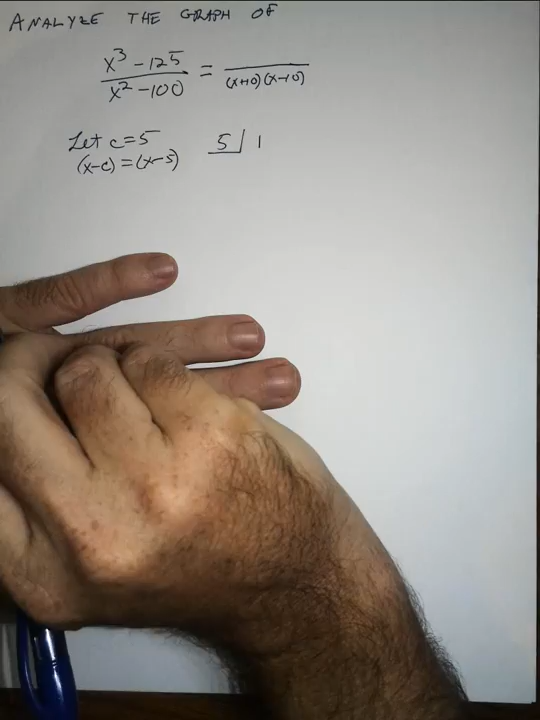 ANALYZE THE GRAPH OF
x³ - 125 / x² - 100 = / (x+10)(x-10)
Let c = 5
(x-c) = (x-5)
5 | 1